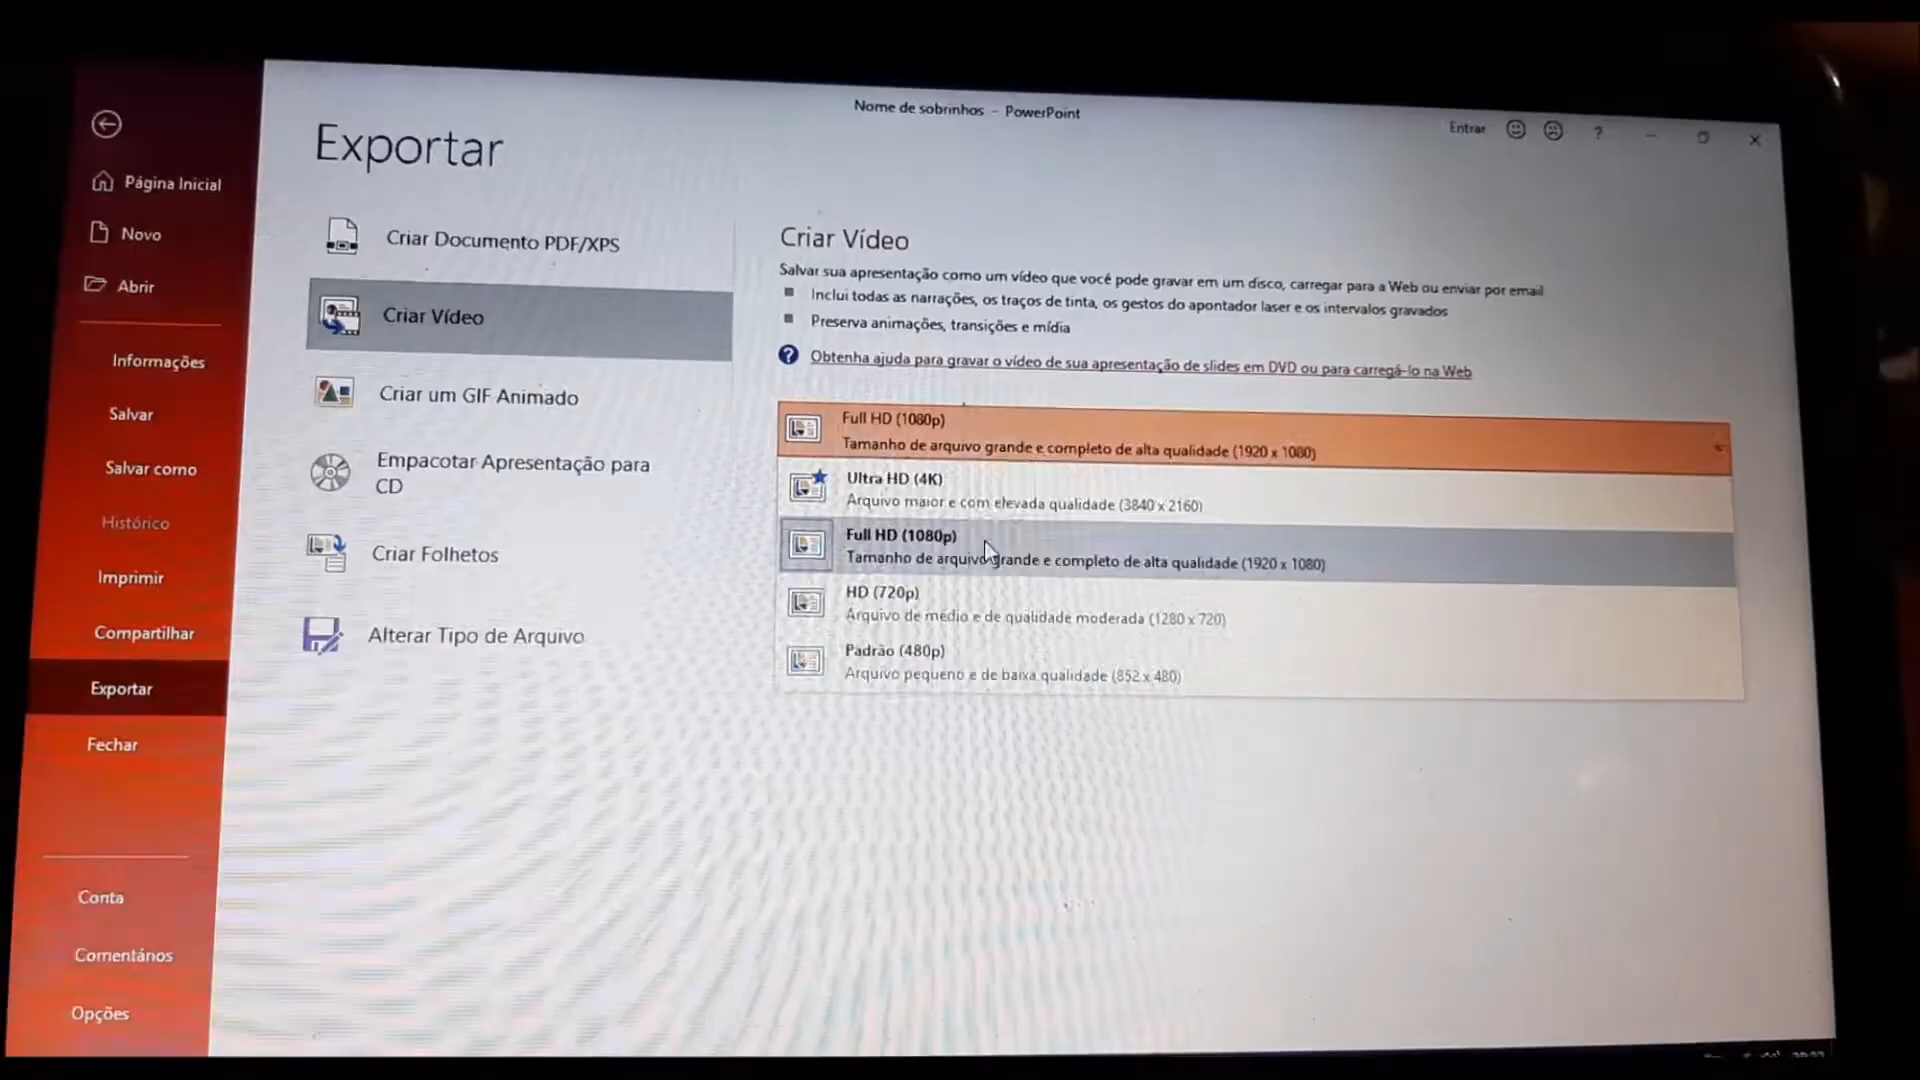 Nome de sobrinhos - PowerPoint
Entrar
?
Exportar
Página Inicial
Novo
Abrir
Informações
Salvar
Salvar como
Histórico
Imprimir
Compartilhar
Exportar
Fechar
Conta
Comentários
Opções
Criar Documento PDF/XPS
Criar Vídeo
Criar um GIF Animado
Empacotar Apresentação para
CD
Criar Folhetos
Alterar Tipo de Arquivo
Criar Vídeo
Salvar sua apresentação como um vídeo que você pode gravar em um disco, carregar para a Web ou enviar por email
Inclui todas as narrações, os traços de tinta, os gestos do apontador laser e os intervalos gravados
Preserva animações, transições e mídia
Obtenha ajuda para gravar o vídeo de sua apresentação de slides em DVD ou para carregá-lo na Web
Full HD (1080p)
Tamanho de arquivo grande e completo de alta qualidade (1920 x 1080)
Ultra HD (4K)
Arquivo maior e com elevada qualidade (3840 x 2160)
Full HD (1080p)
Tamanho de arquivo grande e completo de alta qualidade (1920 x 1080)
HD (720p)
Arquivo de médio e de qualidade moderada (1280 x 720)
Padrão (480p)
Arquivo pequeno e de baixa qualidade (852 x 480)